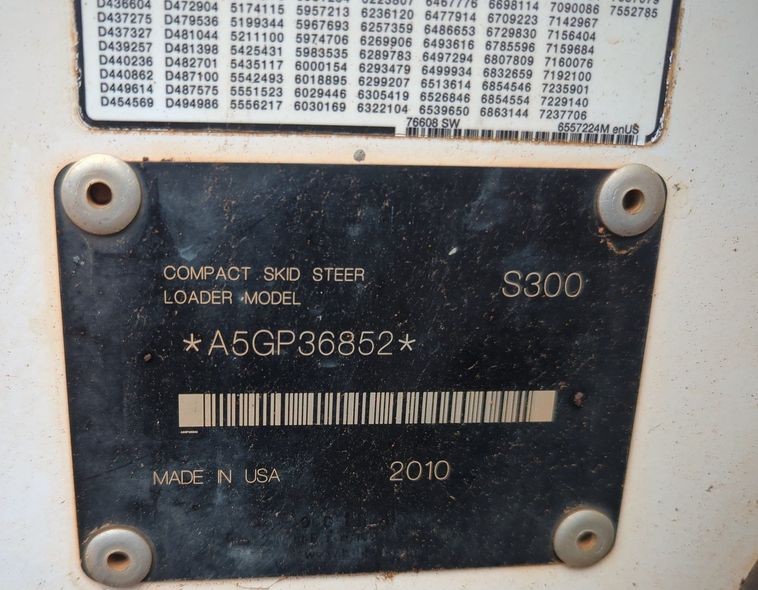 D436604 D472904 5174115 5957213 6236120 6477914 6709223 7142967
D437275 D479536 5199344 5967693 6257359 6486653 6729830 7156404
D437327 D481044 5211100 5974706 6269906 6493616 6785596 7159684
D439257 D481398 5425431 5983535 6289783 6497294 6807809 7160076
D440236 D482701 5435117 6000154 6293479 6499934 6832659 7192100
D440862 D487100 5542493 6018895 6299207 6513614 6854546 7235901
D449614 D487575 5551523 6029446 6305419 6526846 6854554 7229140
D454569 D494986 5556217 6030169 6322104 6539650 6863144 7237706
6467776 6698114 7090086 7552785
76608 SW 6557224M enUS
COMPACT SKID STEER
LOADER MODEL
S300
*A5GP36852*
MADE IN USA 2010